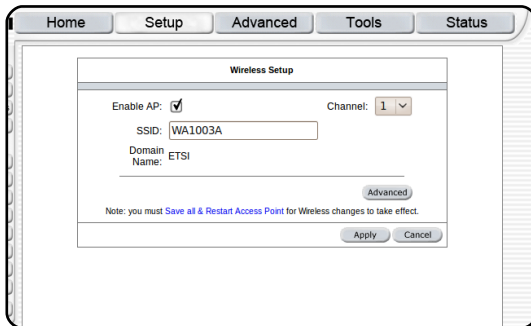 Home Setup Advanced Tools Status
Wireless Setup
Enable AP: Channel: 1
SSID: WA1003A
Domain Name: ETSI
Advanced
Note: you must Save all & Restart Access Point for Wireless changes to take effect.
Apply Cancel